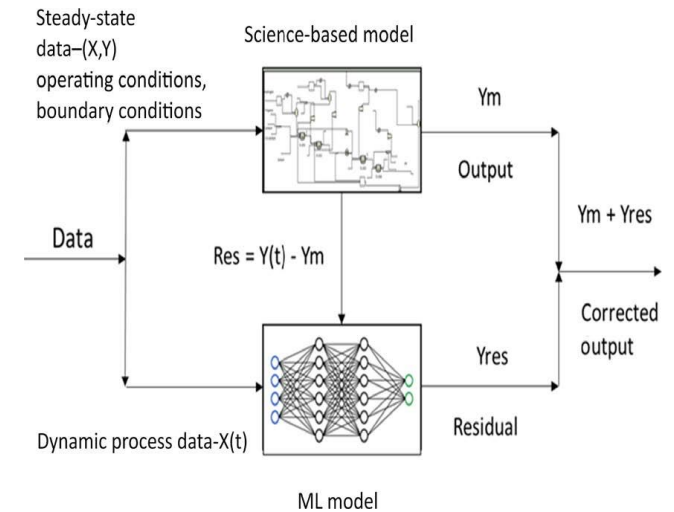 Steady-state
data–(X,Y)
operating conditions,
boundary conditions
Science-based model
Ym
Output
Data
Res = Y(t) - Ym
Ym + Yres
Corrected
output
Yres
Residual
Dynamic process data-X(t)
ML model